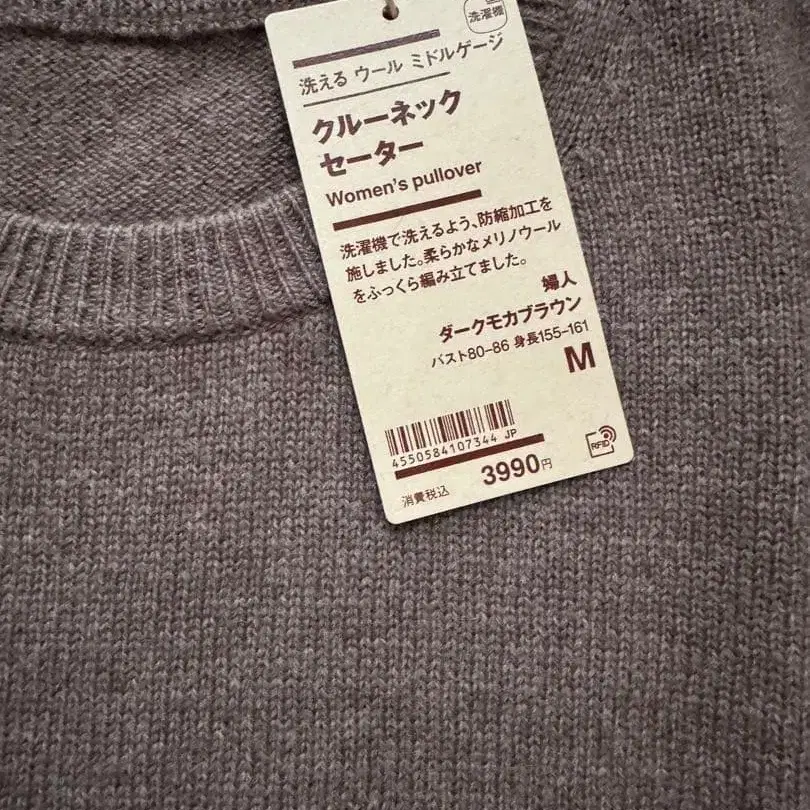 洗濯機
洗える ウール ミドルゲージ
クルーネック
セーター
Women's pullover
洗濯機で洗えるよう、防縮加工を
施しました。柔らかなメリノウール
をふっくら編み立てました。
婦人
ダークモカブラウン
バスト80-86 身長155-161
M
4550584107344 JP
RFID
消費税込 3990円